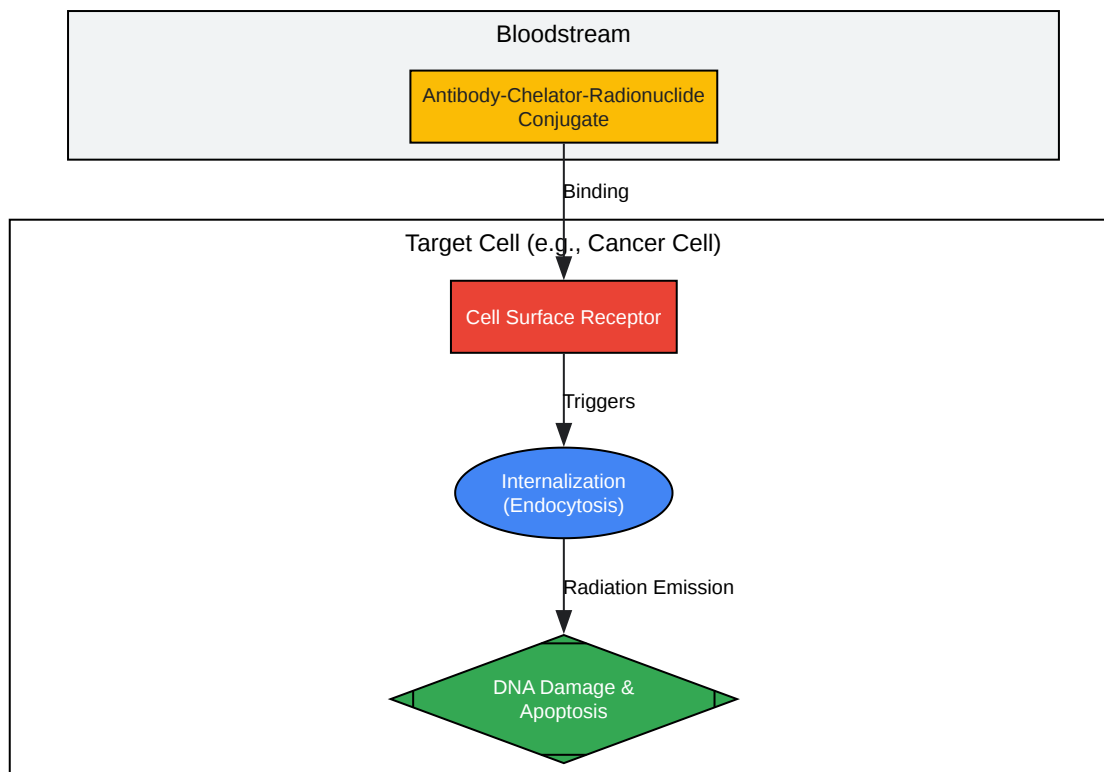 Bloodstream
Antibody-Chelator-Radionuclide
Conjugate
Binding
Target Cell (e.g., Cancer Cell)
Cell Surface Receptor
Triggers
Internalization
(Endocytosis)
Radiation Emission
DNA Damage &
Apoptosis